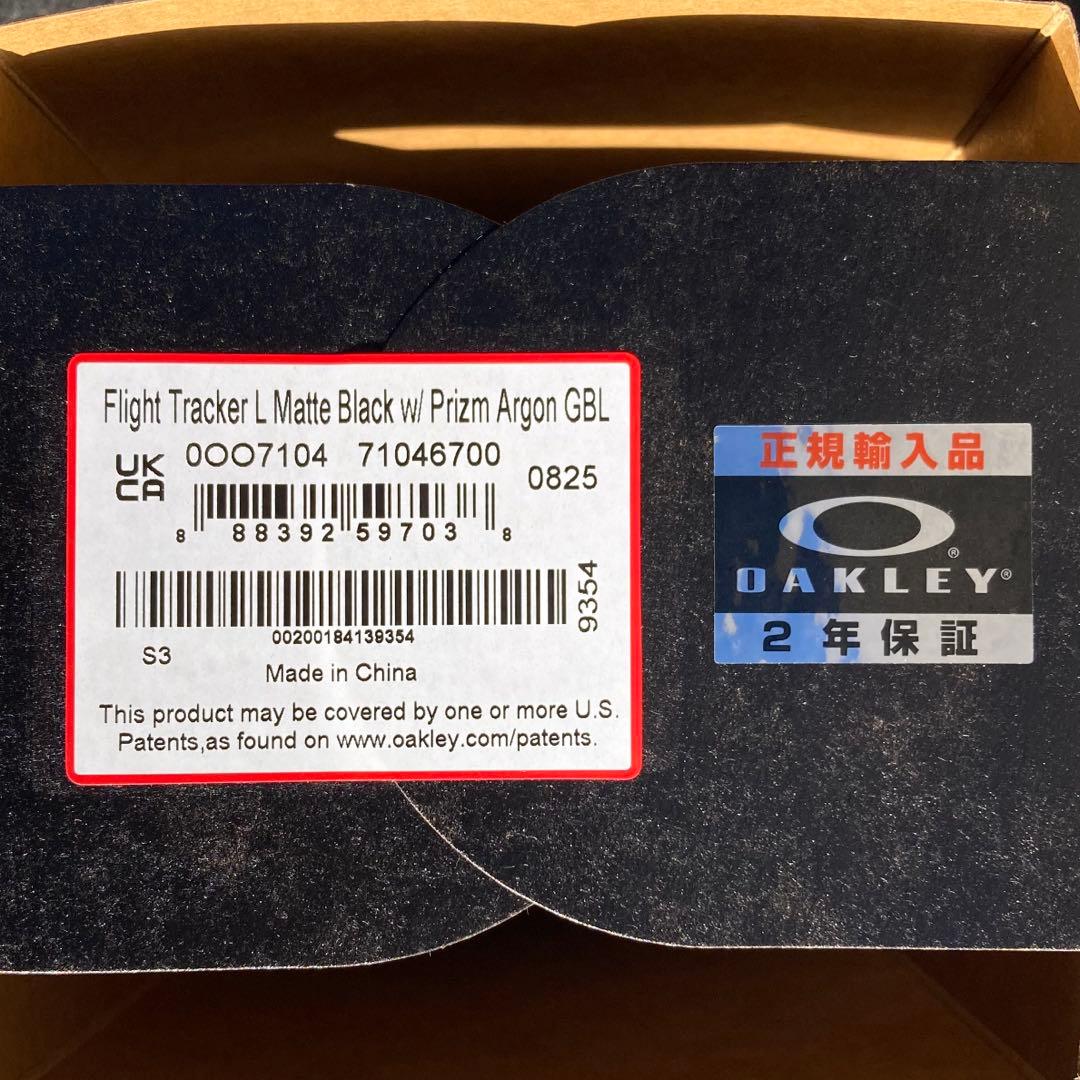 Flight Tracker L Matte Black w/ Prizm Argon GBL
UK
CA
0OO7104 71046700
0825
8 88392 59703 8
9354
00200184139354
S3
Made in China
This product may be covered by one or more U.S.
Patents,as found on www.oakley.com/patents.
正規輸入品
®
OAKLEY®
2年保証